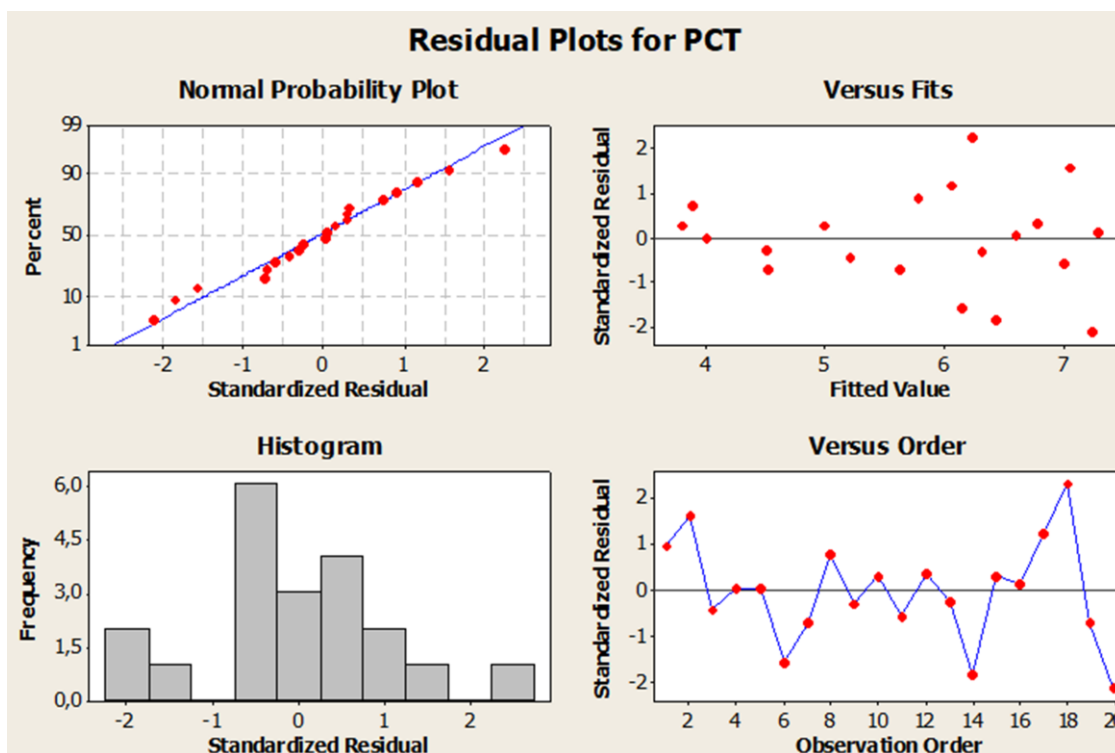 Residual Plots for PCT
Normal Probability Plot
99
90
50
10
1
Percent
-2 -1 0 1 2
Standardized Residual
Versus Fits
2
1
0
-1
-2
Standardized Residual
4 5 6 7
Fitted Value
Histogram
6,0
4,5
3,0
1,5
0,0
Frequency
-2 -1 0 1 2
Standardized Residual
Versus Order
2
1
0
-1
-2
Standardized Residual
2 4 6 8 10 12 14 16 18 20
Observation Order